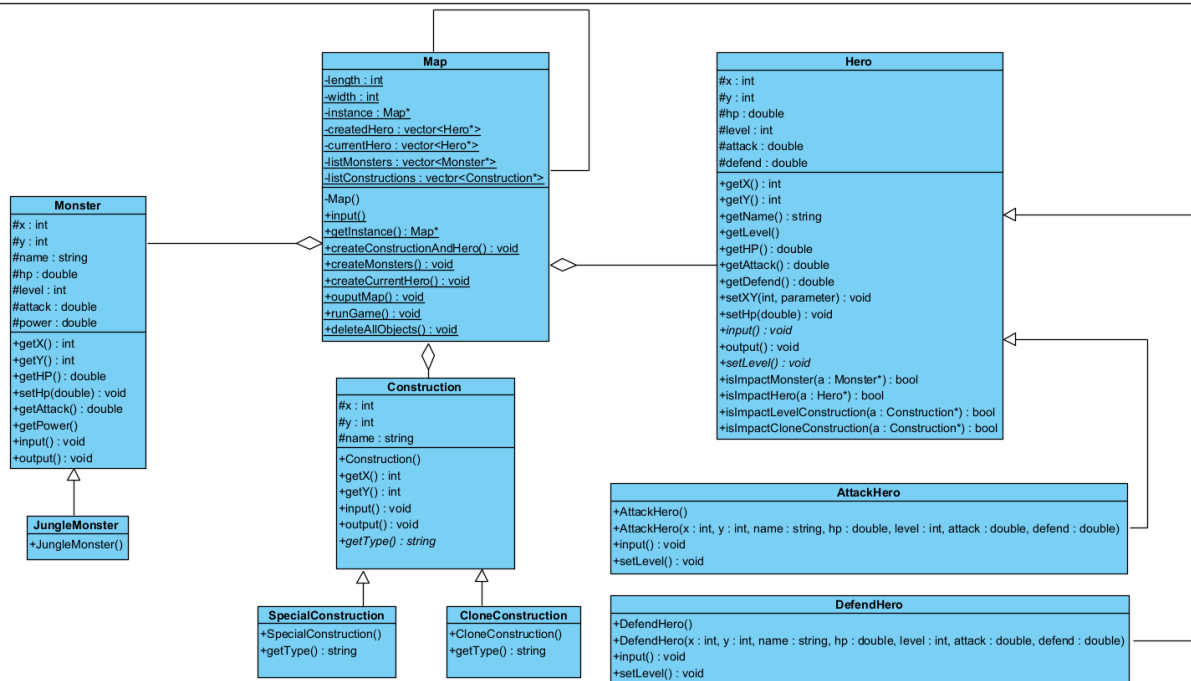 Map
-length : int
-width : int
-instance : Map*
-createdHero : vector<Hero*>
-currentHero : vector<Hero*>
-listMonsters : vector<Monster*>
-listConstructions : vector<Construction*>
-Map()
+input()
+getInstance() : Map*
+createConstructionAndHero() : void
+createMonsters() : void
+createCurrentHero() : void
+ouputMap() : void
+runGame() : void
+deleteAllObjects() : void
Hero
#x : int
#y : int
#hp : double
#level : int
#attack : double
#defend : double
+getX() : int
+getY() : int
+getName() : string
+getLevel()
+getHP() : double
+getAttack() : double
+getDefend() : double
+setXY(int, parameter) : void
+setHp(double) : void
+input() : void
+output() : void
+setLevel() : void
+isImpactMonster(a : Monster*) : bool
+isImpactHero(a : Hero*) : bool
+isImpactLevelConstruction(a : Construction*) : bool
+isImpactCloneConstruction(a : Construction*) : bool
Monster
#x : int
#y : int
#name : string
#hp : double
#level : int
#attack : double
#power : double
+getX() : int
+getY() : int
+getHP() : double
+setHp(double) : void
+getAttack() : double
+getPower()
+input() : void
+output() : void
JungleMonster
+JungleMonster()
Construction
#x : int
#y : int
#name : string
+Construction()
+getX() : int
+getY() : int
+input() : void
+output() : void
+getType() : string
SpecialConstruction
+SpecialConstruction()
+getType() : string
CloneConstruction
+CloneConstruction()
+getType() : string
AttackHero
+AttackHero()
+AttackHero(x : int, y : int, name : string, hp : double, level : int, attack : double, defend : double)
+input() : void
+setLevel() : void
DefendHero
+DefendHero()
+DefendHero(x : int, y : int, name : string, hp : double, level : int, attack : double, defend : double)
+input() : void
+setLevel() : void